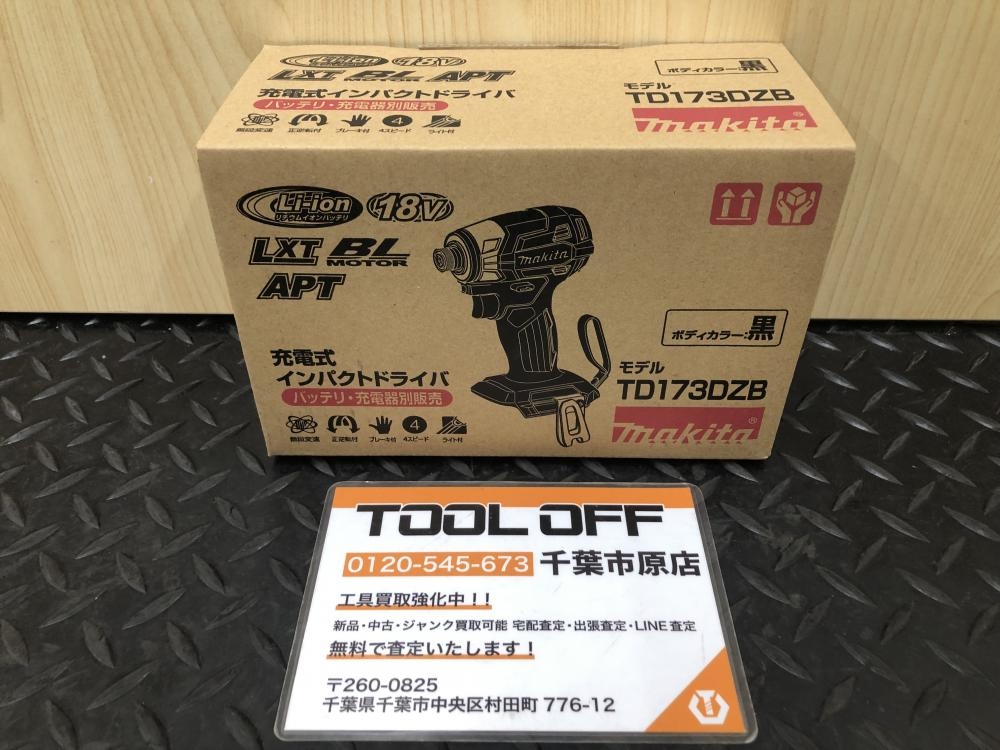 Li-ion 18V
LXT BL APT
MOTOR
充電式インパクトドライバ
バッテリ・充電器別販売
無段変速 正逆転付 ブレーキ付 4 4スピード ライト付
ボディカラー:黒
モデル
TD173DZB
makita®
Li-ion 18V
リチウムイオンバッテリ
LXT BL
MOTOR
APT
makita
充電式
インパクトドライバ
バッテリ・充電器別販売
無段変速 正逆転付 ブレーキ付 4 4スピード ライト付
ボディカラー:黒
モデル
TD173DZB
makita®
TOOL OFF
0120-545-673 千葉市原店
工具買取強化中!!
新品・中古・ジャンク買取可能 宅配査定・出張査定・LINE査定
無料で査定いたします!
〒260-0825
千葉県千葉市中央区村田町 776-12